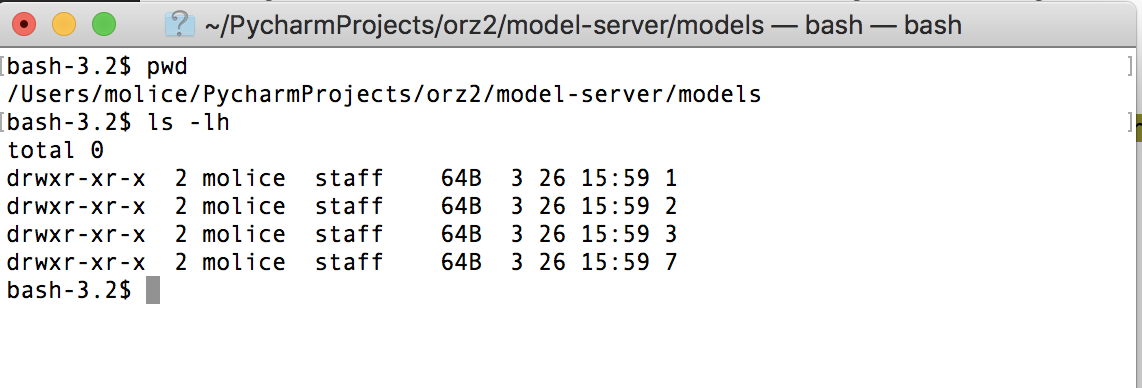 ~/PycharmProjects/orz2/model-server/models — bash — bash
[bash-3.2$ pwd ]
/Users/molice/PycharmProjects/orz2/model-server/models
[bash-3.2$ ls -lh ]
total 0
drwxr-xr-x  2 molice  staff    64B  3 26 15:59 1
drwxr-xr-x  2 molice  staff    64B  3 26 15:59 2
drwxr-xr-x  2 molice  staff    64B  3 26 15:59 3
drwxr-xr-x  2 molice  staff    64B  3 26 15:59 7
bash-3.2$